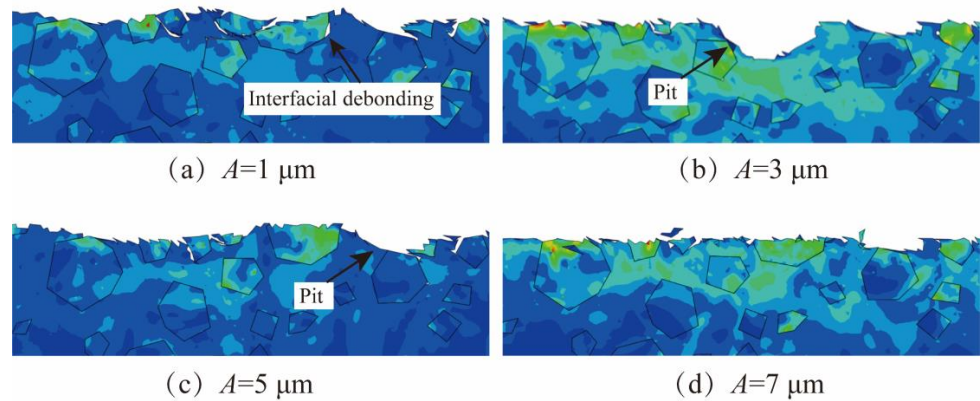 Interfacial debonding
Pit
(a) A=1 μm
(b) A=3 μm
Pit
(c) A=5 μm
(d) A=7 μm